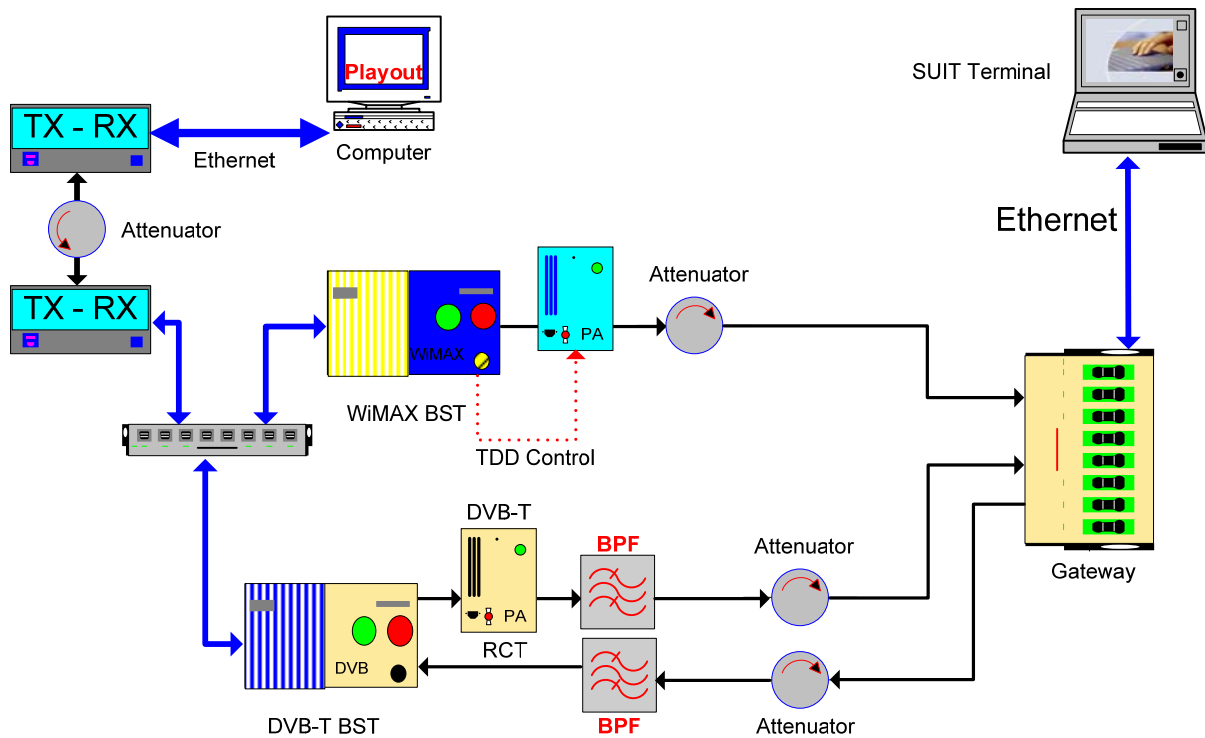 Playout
SUIT Terminal
TX - RX
Ethernet
Computer
Attenuator
Ethernet
TX - RX
Attenuator
PA
WiMAX
WiMAX BST
TDD Control
DVB-T
BPF
Attenuator
Gateway
PA
RCT
DVB
DVB-T BST
BPF
Attenuator